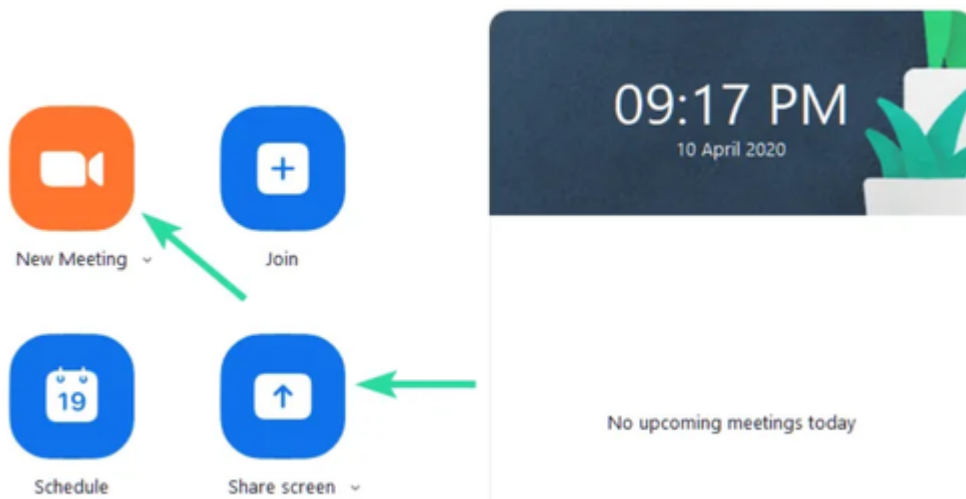 09:17 PM
10 April 2020
New Meeting
Join
19
Schedule
Share screen
No upcoming meetings today